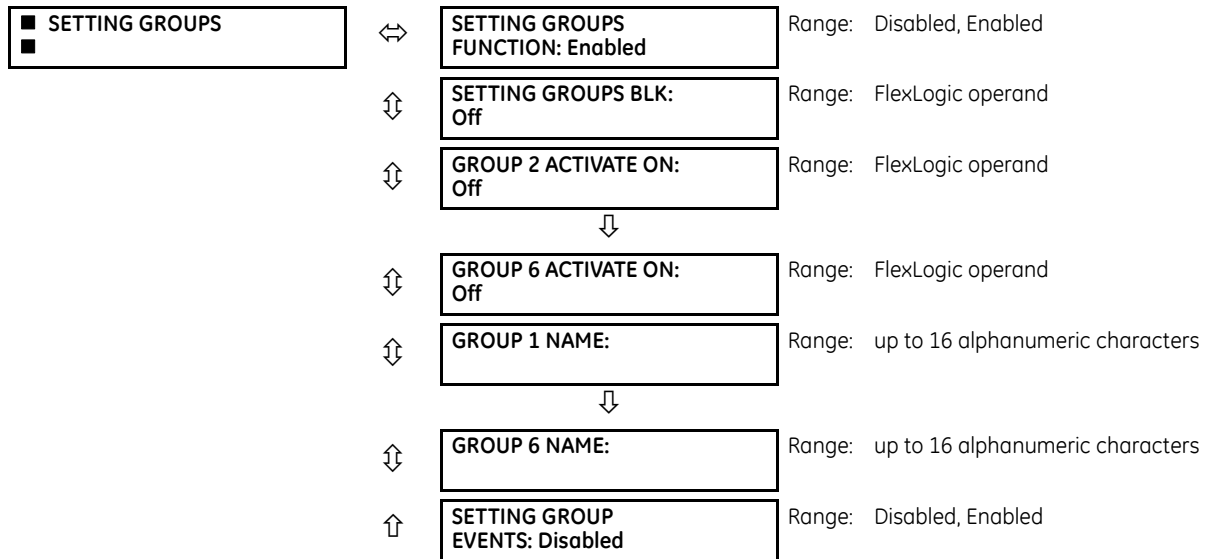 ■ SETTING GROUPS
■
SETTING GROUPS
FUNCTION: Enabled
Range: Disabled, Enabled
SETTING GROUPS BLK:
Off
Range: FlexLogic operand
GROUP 2 ACTIVATE ON:
Off
Range: FlexLogic operand
GROUP 6 ACTIVATE ON:
Off
Range: FlexLogic operand
GROUP 1 NAME:
Range: up to 16 alphanumeric characters
GROUP 6 NAME:
Range: up to 16 alphanumeric characters
SETTING GROUP
EVENTS: Disabled
Range: Disabled, Enabled